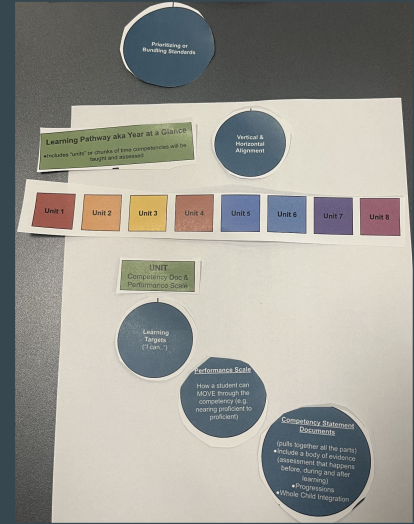 Prioritizing or
Bundling Standards
Learning Pathway aka Year at a Glance
●Includes "units" or chunks of time competencies will be
taught and assessed
Vertical &
Horizontal
Alignment
Unit 1
Unit 2
Unit 3
Unit 4
Unit 5
Unit 6
Unit 7
Unit 8
UNIT
Competency Doc &
Performance Scale
Learning
Targets
("I can..")
Performance Scale
How a student can
MOVE through the
competency (e.g.
nearing proficient to
proficient)
Competency Statement
Documents
(pulls together all the parts)
●Include a body of evidence
(assessment that happens
before, during and after
learning)
●Progressions
●Whole Child Integration